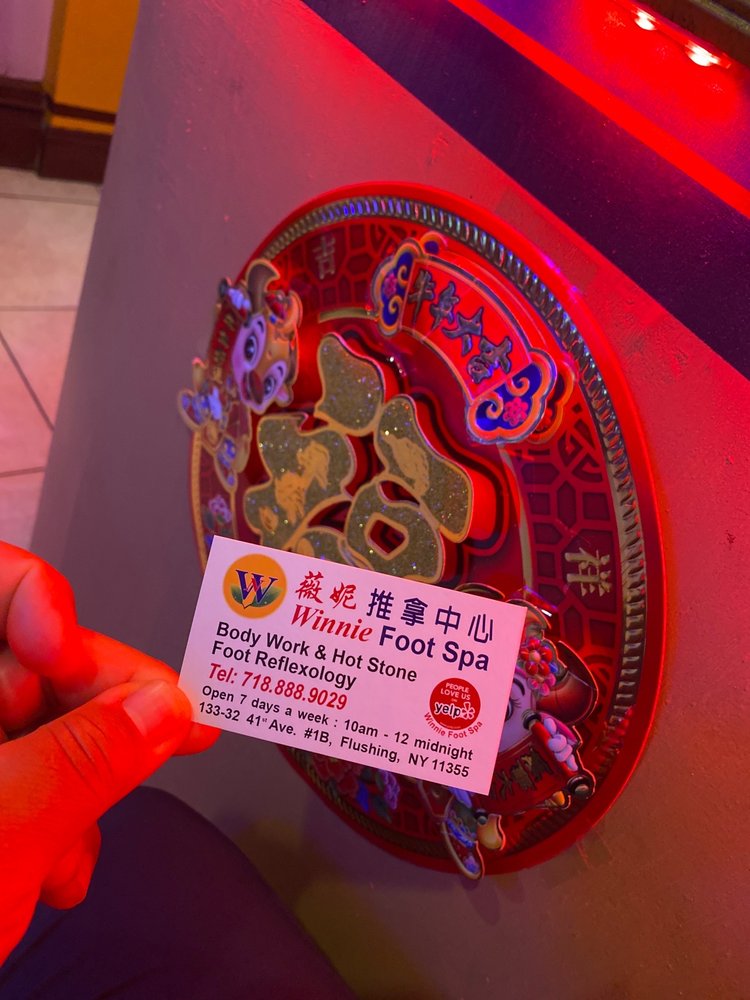 吉
牛年大吉
祥
W
薇妮 推拿中心
Winnie Foot Spa
Body Work & Hot Stone
Foot Reflexology
Tel: 718.888.9029
Open 7 days a week : 10am - 12 midnight
133-32 41st Ave. #1B, Flushing, NY 11355
PEOPLE
LOVE US
ON
yelp
Winnie Foot Spa